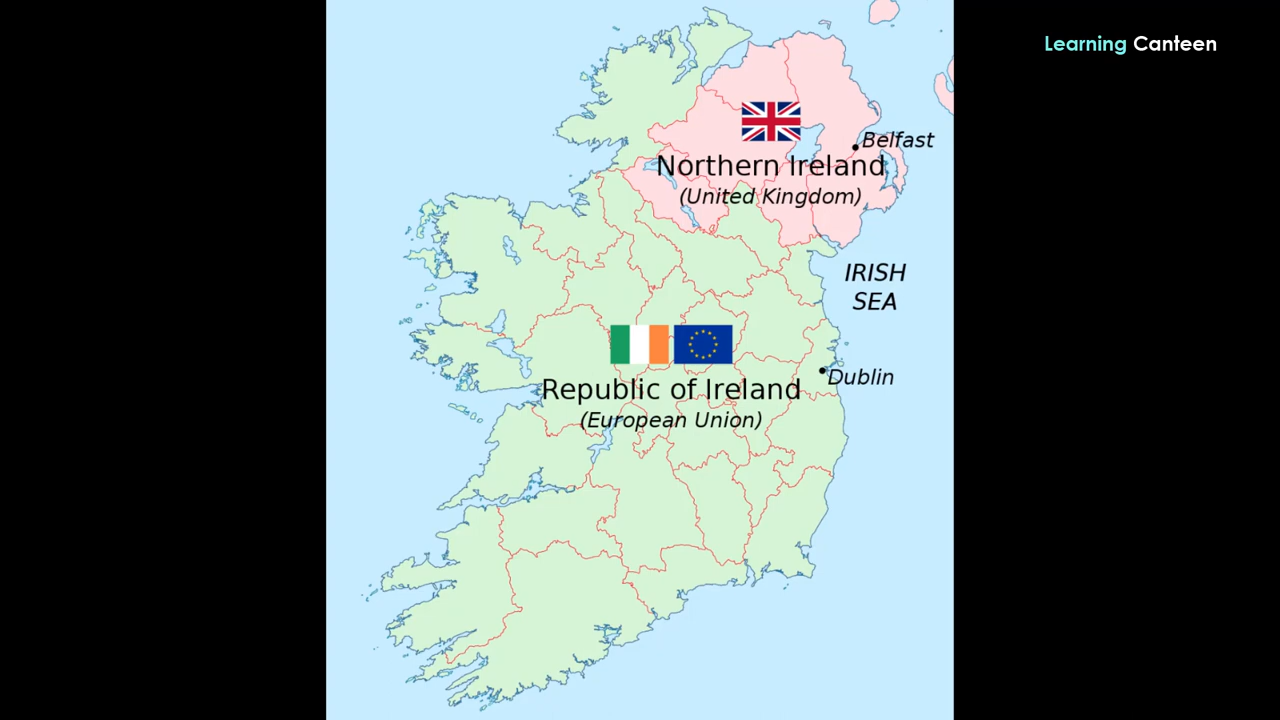 Learning Canteen
Belfast
Northern Ireland
(United Kingdom)
IRISH
SEA
Dublin
Republic of Ireland
(European Union)